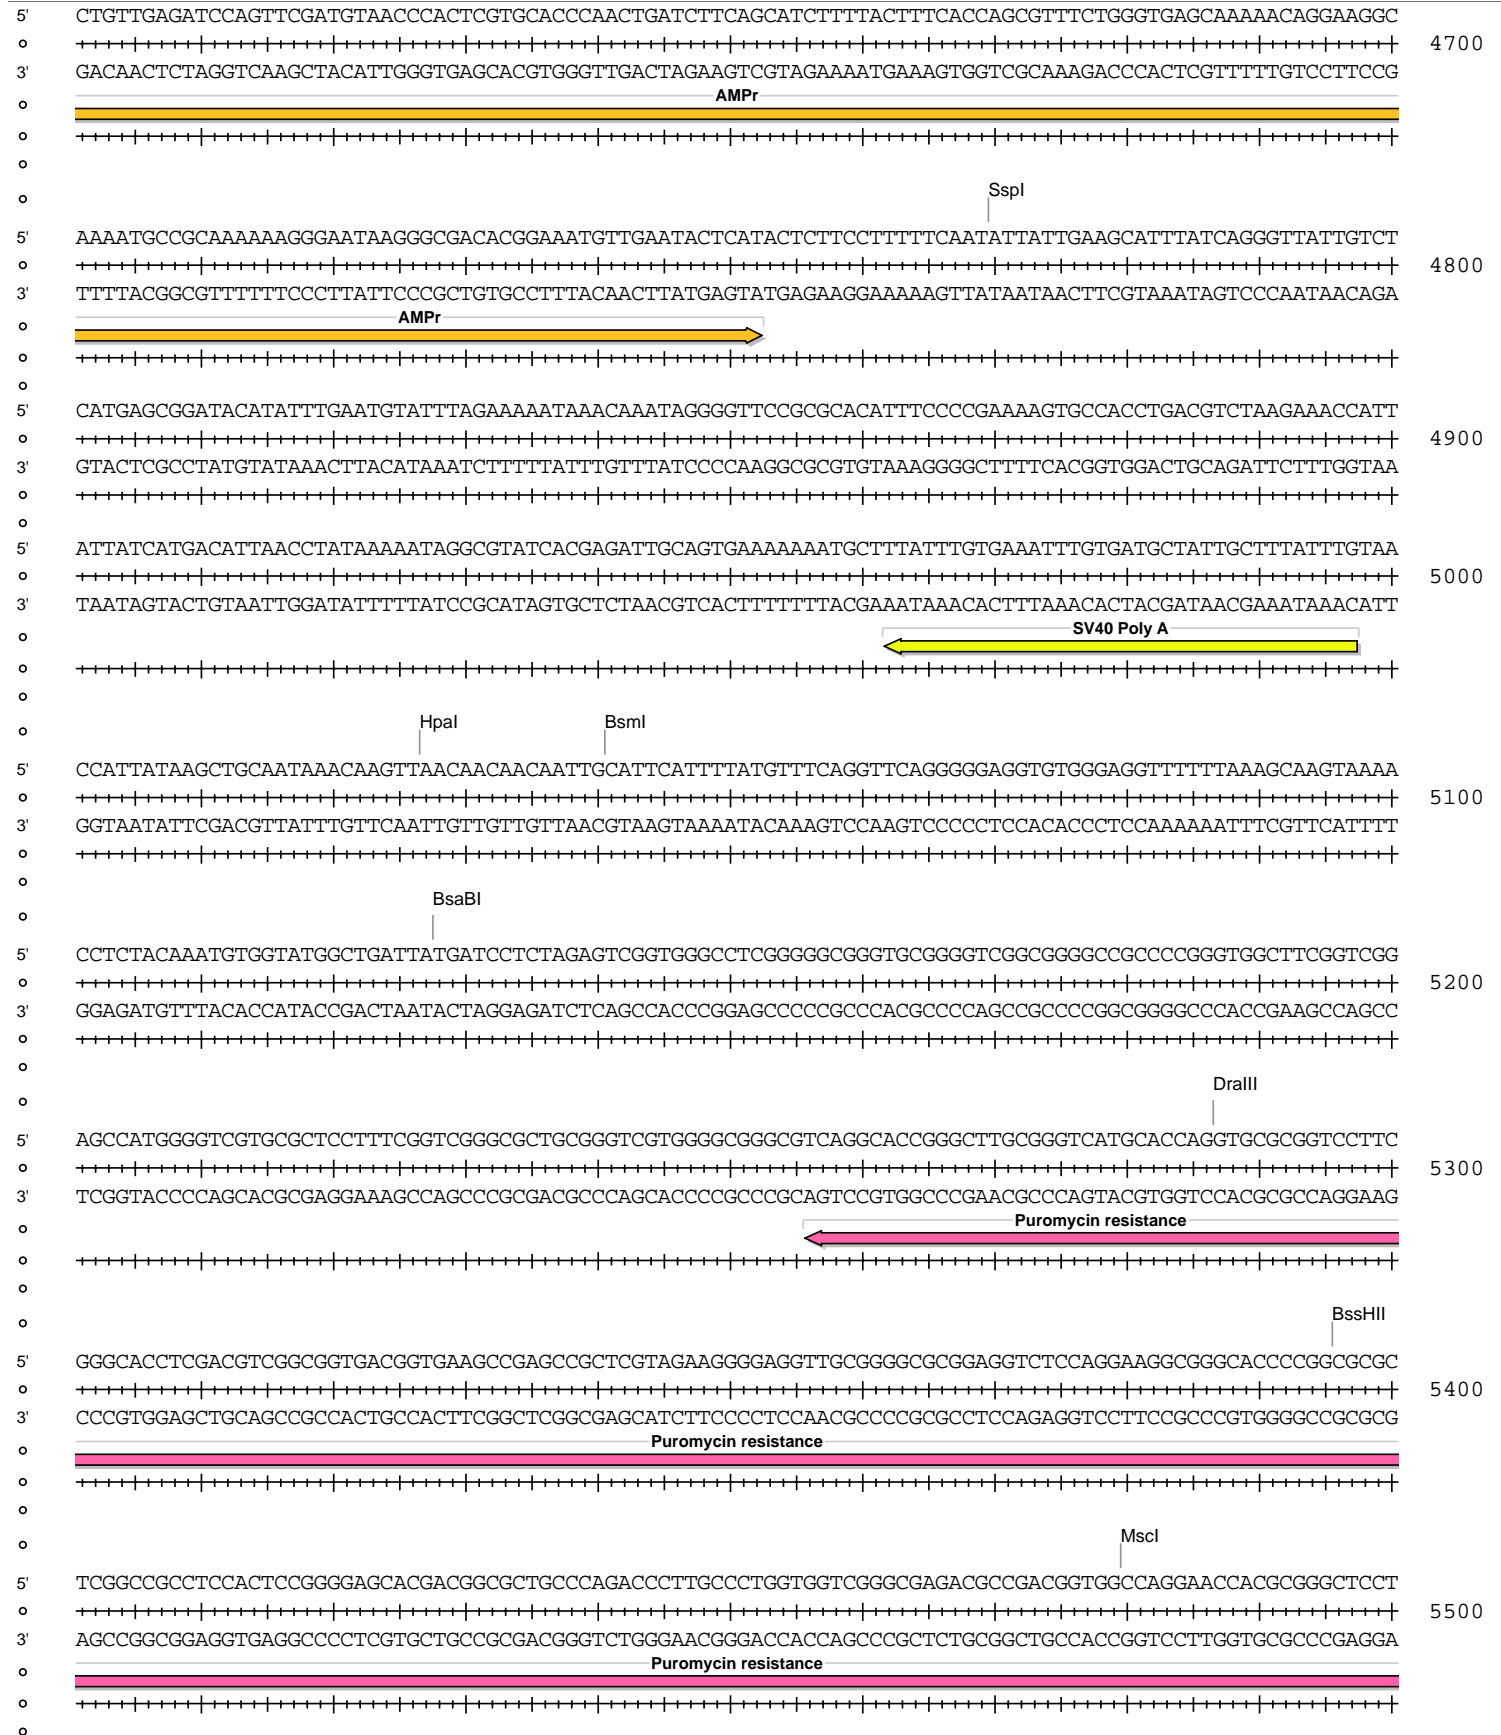 5' CTGTTGAGATCCAGTTCGATGTAACCCACTCGTGCACCCAACTGATCTTCAGCATCTTTTACTTTCACCAGCGTTTCTGGGTGAGCAAAAACAGGAAGGC
4700
3' GACAACTCTAGGTCAAGCTACATTGGGTGAGCACGTGGGTTGACTAGAAGTCGTAGAAAATGAAAGTGGTCGCAAAGACCCACTCGTTTTTGTCCTTCCG
AMPr
SspI
5' AAAATGCCGCAAAAAAGGGAATAAGGGCGACACGGAAATGTTGAATACTCATACTCTTCCTTTTTCAATATTATTGAAGCATTTATCAGGGTTATTGTCT
4800
3' TTTTACGGCGTTTTTTCCCTTATTCCCGCTGTGCCTTTACAACTTATGAGTATGAGAAGGAAAAAGTTATAATAACTTCGTAAATAGTCCCAATAACAGA
AMPr
5' CATGAGCGGATACATATTTGAATGTATTTAGAAAAATAAACAAATAGGGGTTCCGCGCACATTTCCCCGAAAAGTGCCACCTGACGTCTAAGAAACCATT
4900
3' GTACTCGCCTATGTATAAACTTACATAAATCTTTTTATTTGTTTATCCCCAAGGCGCGTGTAAAGGGGCTTTTCACGGTGGACTGCAGATTCTTTGGTAA
5' ATTATCATGACATTAACCTATAAAAATAGGCGTATCACGAGATTGCAGTGAAAAAAATGCTTTATTTGTGAAATTTGTGATGCTATTGCTTTATTTGTAA
5000
3' TAATAGTACTGTAATTGGATATTTTTATCCGCATAGTGCTCTAACGTCACTTTTTTTACGAAATAAACACTTTAAACACTACGATAACGAAATAAACATT
SV40 Poly A
HpaI BsmI
5' CCATTATAAGCTGCAATAAACAAGTTAACAACAACAATTGCATTCATTTTATGTTTCAGGTTCAGGGGGAGGTGTGGGAGGTTTTTTAAAGCAAGTAAAA
5100
3' GGTAATATTCGACGTTATTTGTTCAATTGTTGTTGTTAACGTAAGTAAAATACAAAGTCCAAGTCCCCCTCCACACCCTCCAAAAAATTTCGTTCATTTT
BsaBI
5' CCTCTACAAATGTGGTATGGCTGATTATGATCCTCTAGAGTCGGTGGGCCTCGGGGGCGGGTGCGGGGTCGGCGGGGCCGCCCCGGGTGGCTTCGGTCGG
5200
3' GGAGATGTTTACACCATACCGACTAATACTAGGAGATCTCAGCCACCCGGAGCCCCCGCCCACGCCCCAGCCGCCCCGGCGGGGCCCACCGAAGCCAGCC
DraIII
5' AGCCATGGGGTCGTGCGCTCCTTTCGGTCGGGCGCTGCGGGTCGTGGGGCGGGCGTCAGGCACCGGGCTTGCGGGTCATGCACCAGGTGCGCGGTCCTTC
5300
3' TCGGTACCCCAGCACGCGAGGAAAGCCAGCCCGCGACGCCCAGCACCCCGCCCGCAGTCCGTGGCCCGAACGCCCAGTACGTGGTCCACGCGCCAGGAAG
Puromycin resistance
BssHII
5' GGGCACCTCGACGTCGGCGGTGACGGTGAAGCCGAGCCGCTCGTAGAAGGGGAGGTTGCGGGGCGCGGAGGTCTCCAGGAAGGCGGGCACCCCGGCGCGC
5400
3' CCCGTGGAGCTGCAGCCGCCACTGCCACTTCGGCTCGGCGAGCATCTTCCCCTCCAACGCCCCGCGCCTCCAGAGGTCCTTCCGCCCGTGGGGCCGCGCG
Puromycin resistance
MscI
5' TCGGCCGCCTCCACTCCGGGGAGCACGACGGCGCTGCCCAGACCCTTGCCCTGGTGGTCGGGCGAGACGCCGACGGTGGCCAGGAACCACGCGGGCTCCT
5500
3' AGCCGGCGGAGGTGAGGCCCCTCGTGCTGCCGCGACGGGTCTGGGAACGGGACCACCAGCCCGCTCTGCGGCTGCCACCGGTCCTTGGTGCGCCCGAGGA
Puromycin resistance